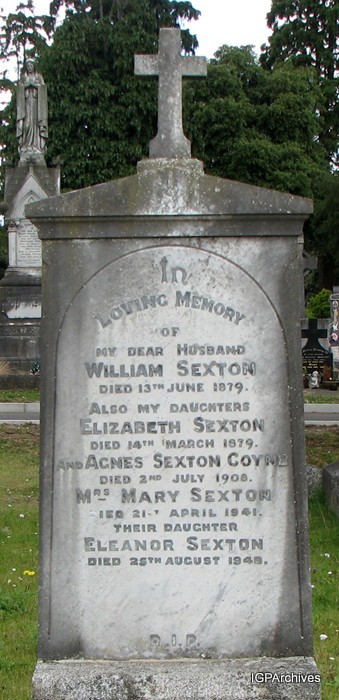 In
Loving Memory
OF
MY DEAR HUSBAND
WILLIAM SEXTON
DIED 13TH JUNE 1879.
ALSO MY DAUGHTERS
ELIZABETH SEXTON
DIED 14TH MARCH 1879.
AND AGNES SEXTON COYNE
DIED 2ND JULY 1908.
MRS MARY SEXTON
DIED 21ST APRIL 1941.
THEIR DAUGHTER
ELEANOR SEXTON
DIED 25TH AUGUST 1948.
R.I.P.
IGPArchives